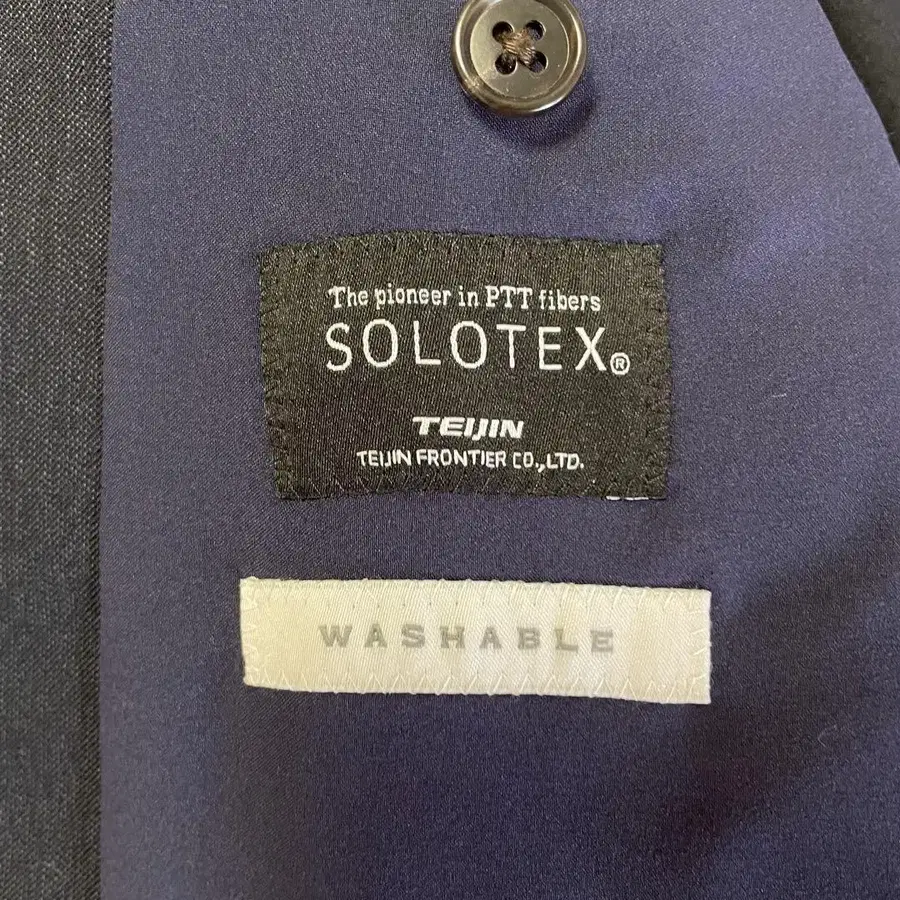 The pioneer in PTT fibers
SOLOTEX®
TEIJIN
TEIJIN FRONTIER CO.,LTD.
WASHABLE